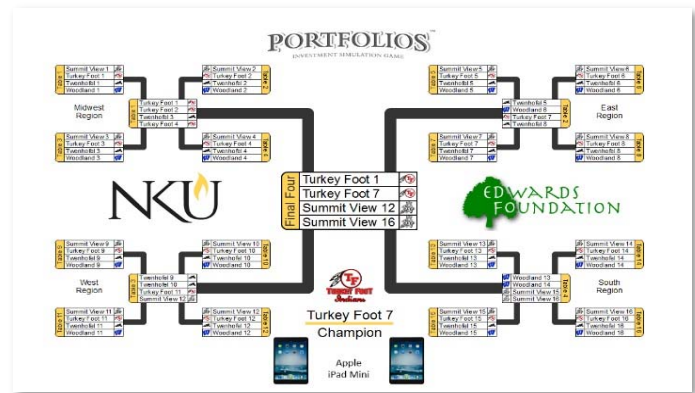 PORTFOLIOS™
INVESTMENT SIMULATION GAME
Summit View 1
Turkey Foot 1
Twenhofel 1
Woodland 1
Summit View 2
Turkey Foot 2
Twenhofel 2
Woodland 2
Table 2
Midwest
Region
Turkey Foot 1
Turkey Foot 2
Twenhofel 3
Turkey Foot 4
Summit View 3
Turkey Foot 3
Twenhofel 3
Woodland 3
Summit View 4
Turkey Foot 4
Twenhofel 4
Woodland 4
Summit View 5
Turkey Foot 5
Twenhofel 5
Woodland 5
Summit View 6
Turkey Foot 6
Twenhofel 6
Woodland 6
East
Region
Twenhofel 5
Woodland 6
Turkey Foot 7
Twenhofel 8
Table 2
Summit View 7
Turkey Foot 7
Twenhofel 7
Woodland 7
Summit View 8
Turkey Foot 8
Twenhofel 8
Woodland 8
NKU
Final Four
Turkey Foot 1
Turkey Foot 7
Summit View 12
Summit View 16
EDWARDS
FOUNDATION
Summit View 9
Turkey Foot 9
Twenhofel 9
Woodland 9
Summit View 10
Turkey Foot 10
Twenhofel 10
Woodland 10
West
Region
Twenhofel 9
Twenhofel 10
Turkey Foot 11
Summit View 12
Summit View 11
Turkey Foot 11
Twenhofel 11
Woodland 11
Summit View 12
Turkey Foot 12
Twenhofel 12
Woodland 12
Summit View 13
Turkey Foot 13
Twenhofel 13
Woodland 13
Summit View 14
Turkey Foot 14
Twenhofel 14
Woodland 14
South
Region
Woodland 13
Woodland 14
Summit View 15
Summit View 16
Table 4
Summit View 15
Turkey Foot 15
Twenhofel 15
Woodland 15
Summit View 16
Turkey Foot 16
Twenhofel 16
Woodland 16
TF
TURKEY FOOT
Indians
Turkey Foot 7
Champion
Apple
iPad Mini